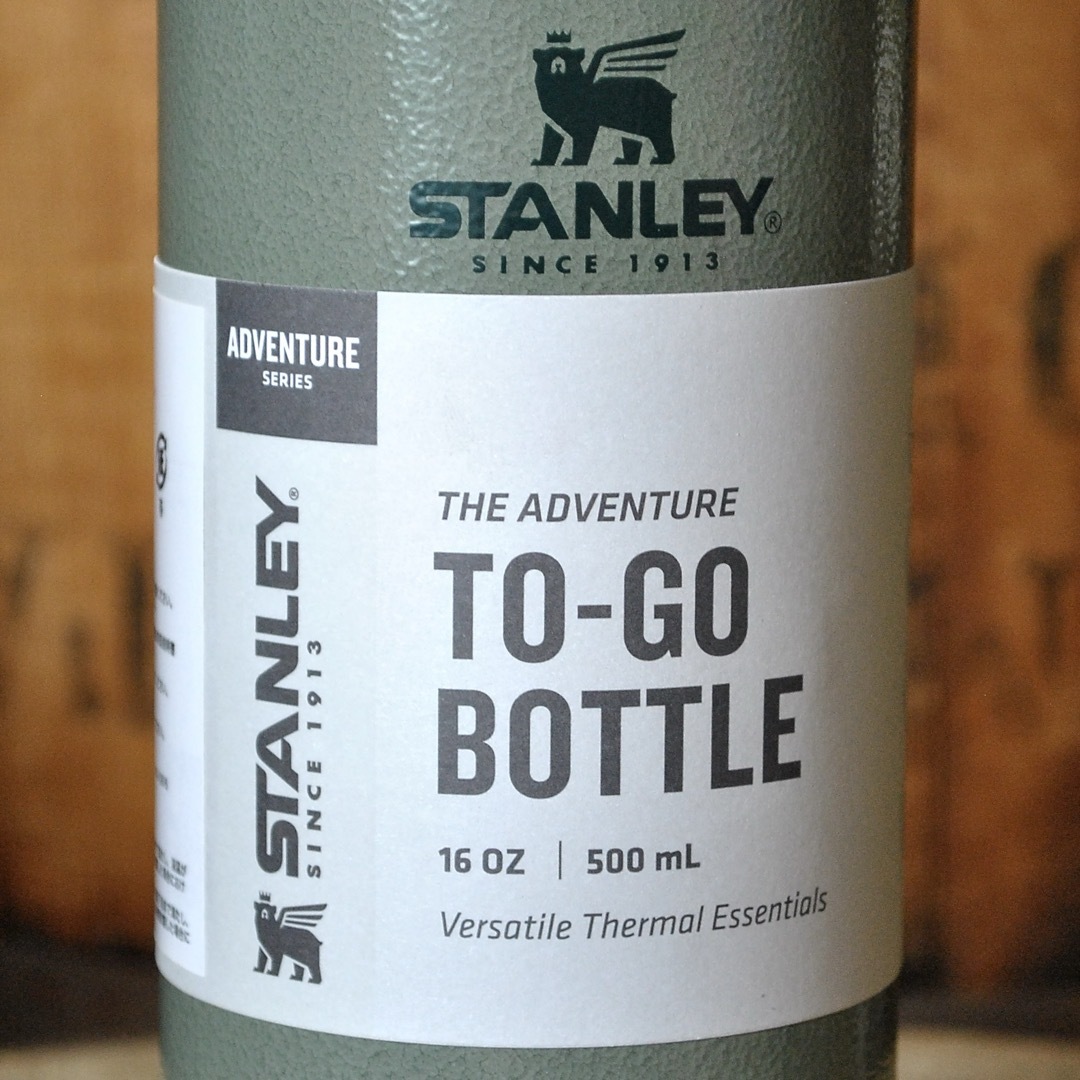 STANLEY®
SINCE 1913
ADVENTURE
SERIES
STANLEY®
SINCE 1913
THE ADVENTURE
TO-GO
BOTTLE
16 OZ | 500 mL
Versatile Thermal Essentials